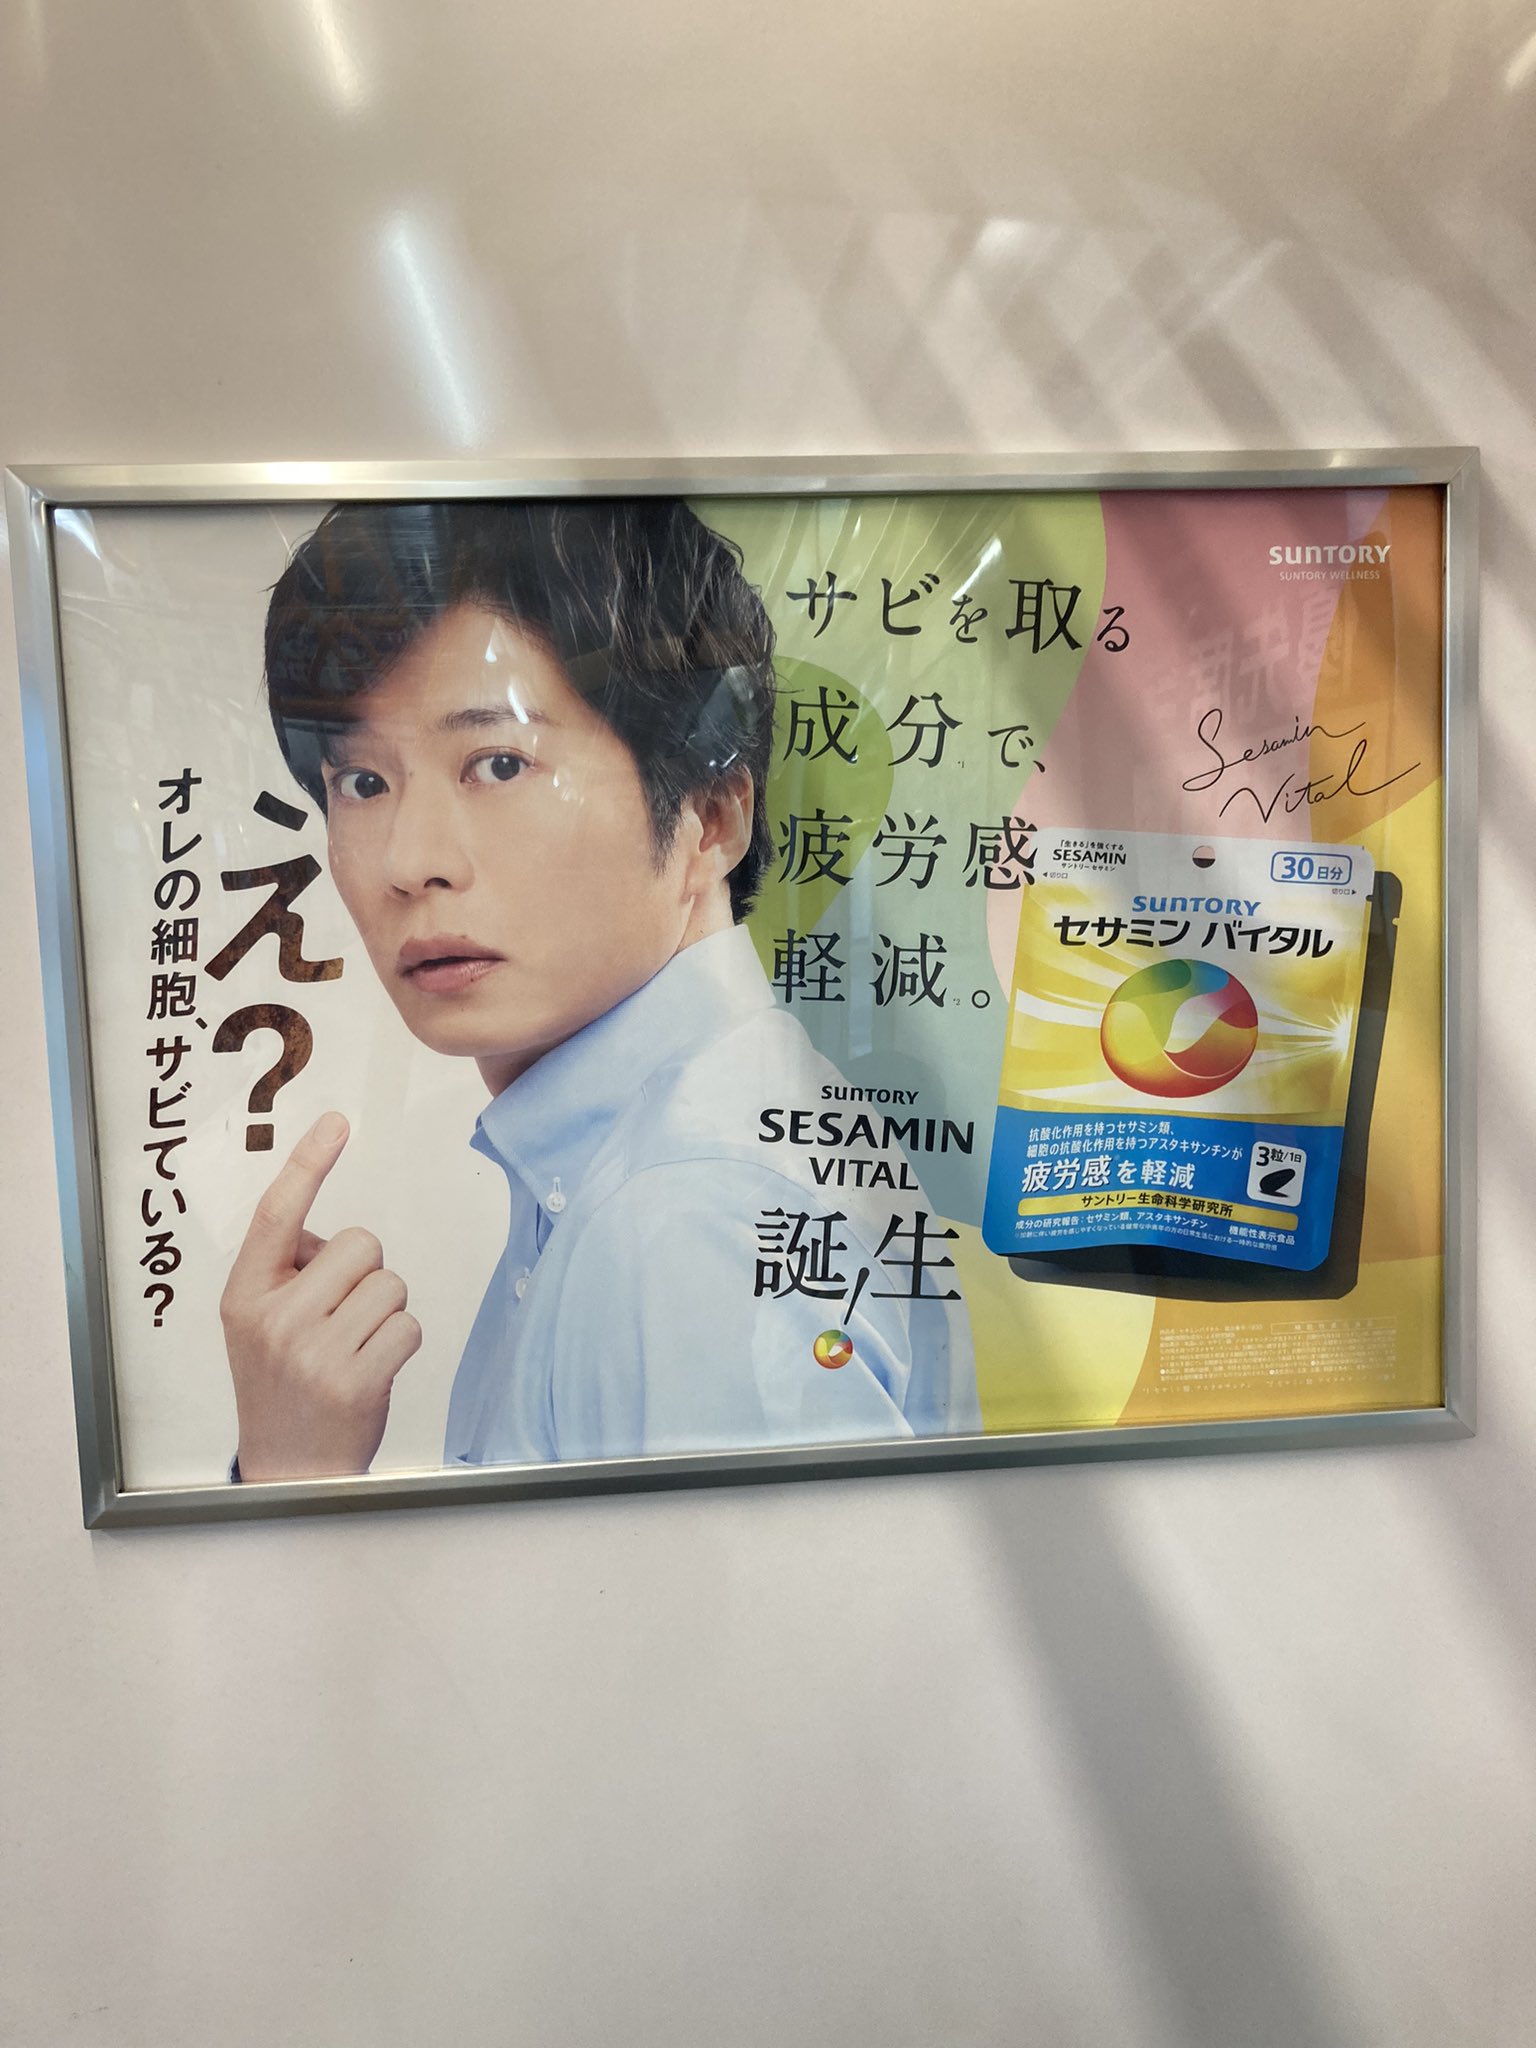 え?
オレの細胞、サビている?
サビを取る
成分*1で、
疲労感
軽減*2。
SUNTORY
SESAMIN
VITAL
誕生
SUNTORY
SUNTORY WELLNESS
Sesamin
Vital
「生きる」を強くする
SESAMIN
サントリー セサミン
切り口
30日分
切り口
SUNTORY
セサミン バイタル
抗酸化作用を持つセサミン類、
細胞の抗酸化作用を持つアスタキサンチンが
疲労感※を軽減
3粒/1日
サントリー生命科学研究所
成分の研究報告:セサミン類、アスタキサンチン
機能性表示食品